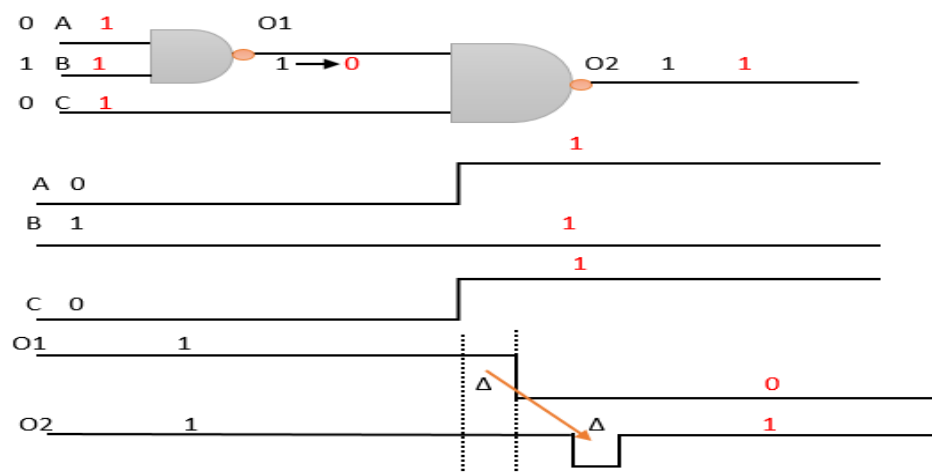 0 A 1 O1
1 B 1 1 0 O2 1 1
0 C 1
1
A 0
B 1 1
1
C 0
O1 1
Δ 0
O2 1 Δ 1